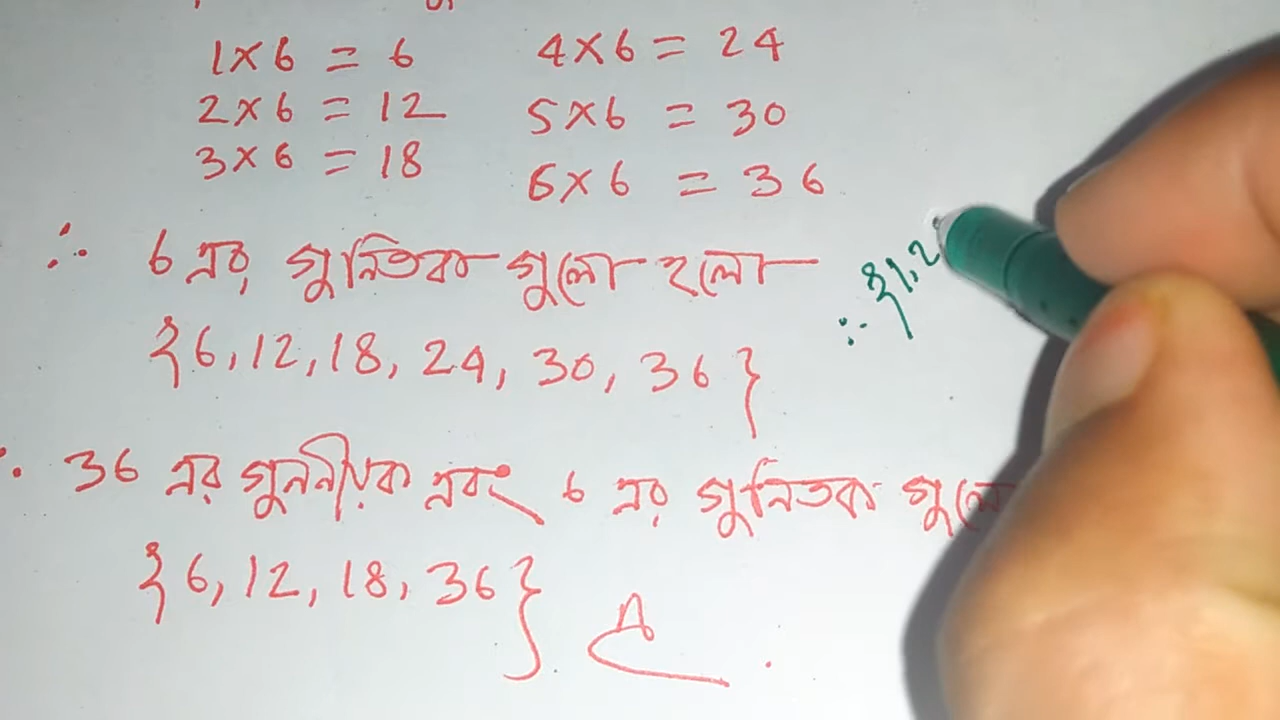 1×6 = 6 4×6 = 24
2×6 = 12 5×6 = 30
3×6 = 18 6×6 = 36
∴ 6 এর গুনিতক গুলো হলো
{6, 12, 18, 24, 30, 36}
∴ {1, 2
∴ 36 এর গুননীয়ক এবং 6 এর গুনিতক গুলো
{6, 12, 18, 36}